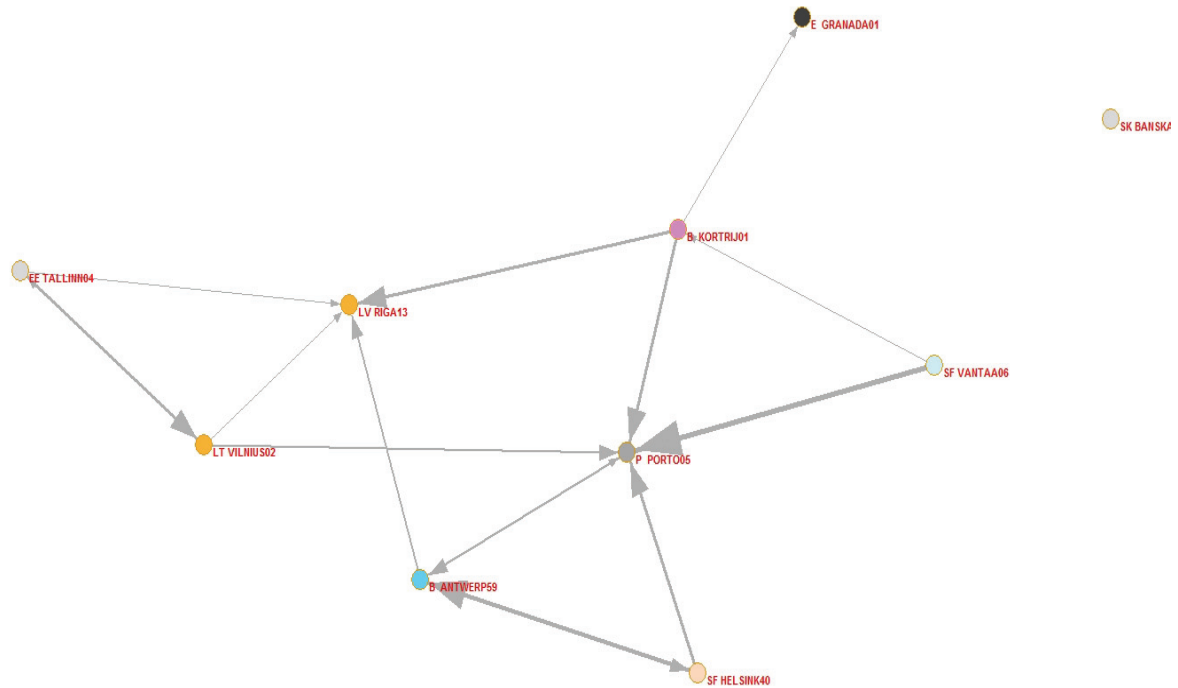 E GRANADA01
SK BANSKA
B KORTRIJ01
EE TALLINN04
LV RIGA13
SF VANTAA06
LT VILNIUS02
P PORTO05
B ANTWERP59
SF HELSINK40